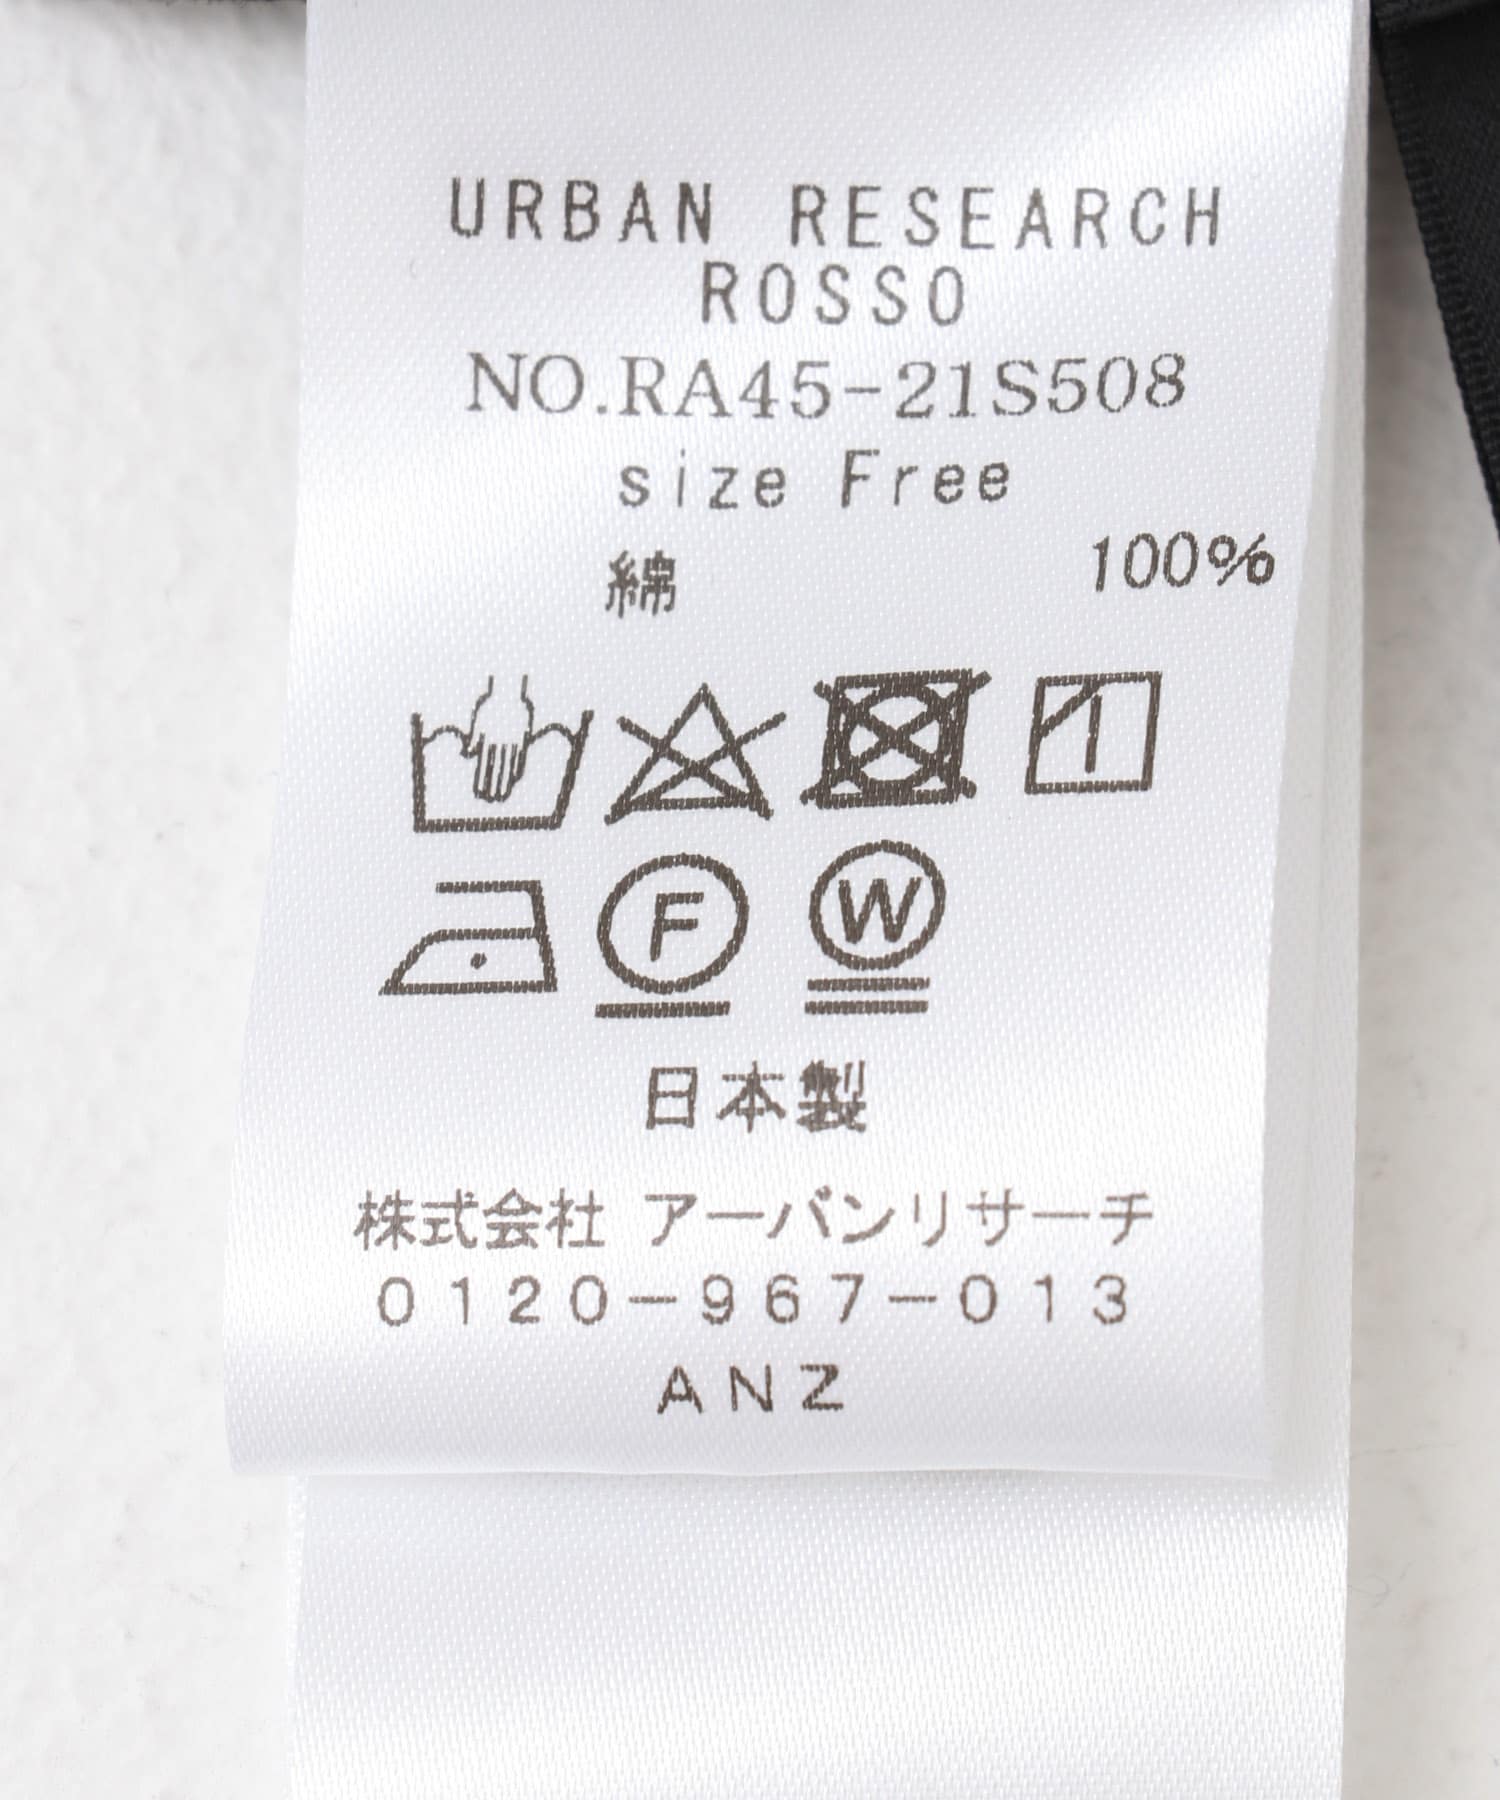 URBAN RESEARCH
ROSSO
NO.RA45-21S508
size Free
綿 100%
F W
日本製
株式会社 アーバンリサーチ
0120-967-013
ANZ